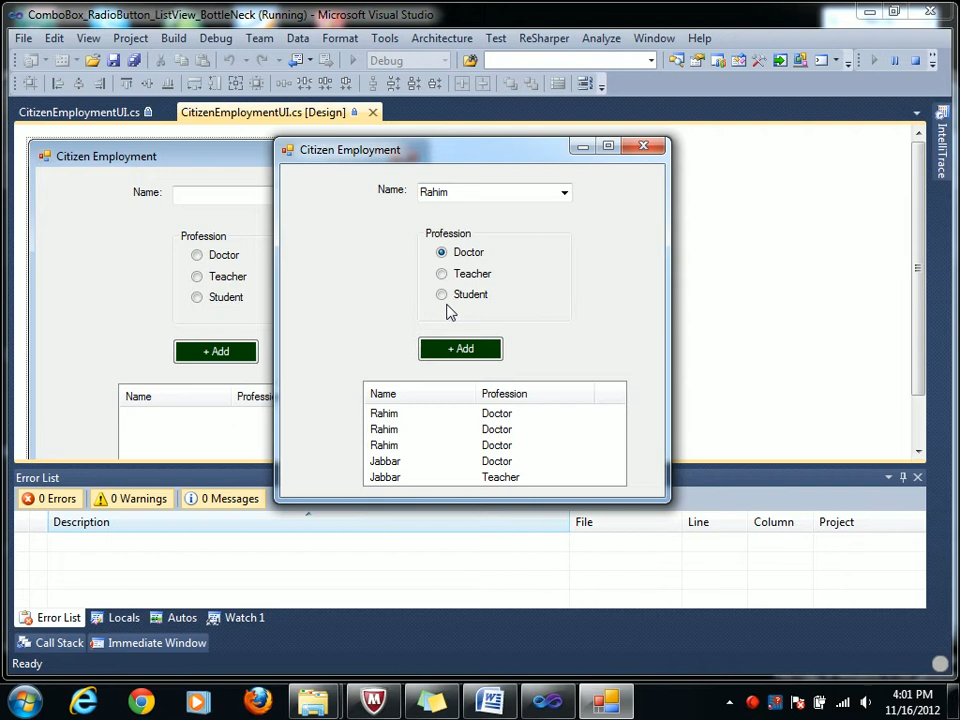 ComboBox_RadioButton_ListView_BottleNeck (Running) - Microsoft Visual Studio
File Edit View Project Build Debug Team Data Format Tools Architecture Test ReSharper Analyze Window Help
Debug
CitizenEmploymentUI.cs CitizenEmploymentUI.cs [Design]
IntelliTrace
Citizen Employment
Name:
Profession
Doctor
Teacher
Student
+ Add
Name Professi
Citizen Employment
Name: Rahim
Profession
Doctor
Teacher
Student
+ Add
Name Profession
Rahim Doctor
Rahim Doctor
Rahim Doctor
Jabbar Doctor
Jabbar Teacher
Error List
0 Errors 0 Warnings 0 Messages
Description File Line Column Project
Error List Locals Autos Watch 1
Call Stack Immediate Window
Ready
4:01 PM
11/16/2012